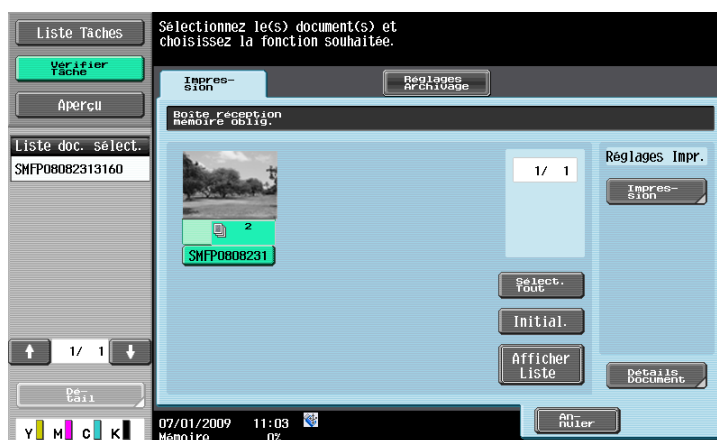 Liste Tâches
Vérifier
Tâche
Aperçu
Liste doc. sélect.
SMFP08082313160
1/ 1
Dé-
tail
Y M C K
Sélectionnez le(s) document(s) et
choisissez la fonction souhaitée.
Impres-
sion
Réglages
Archivage
Boîte réception
mémoire oblig.
2
SMFP0808231
1/ 1
Sélect.
Tout
Initial.
Afficher
Liste
Réglages Impr.
Impres-
sion
Détails
Document
An-
nuler
07/01/2009 11:03
Mémoire 0%